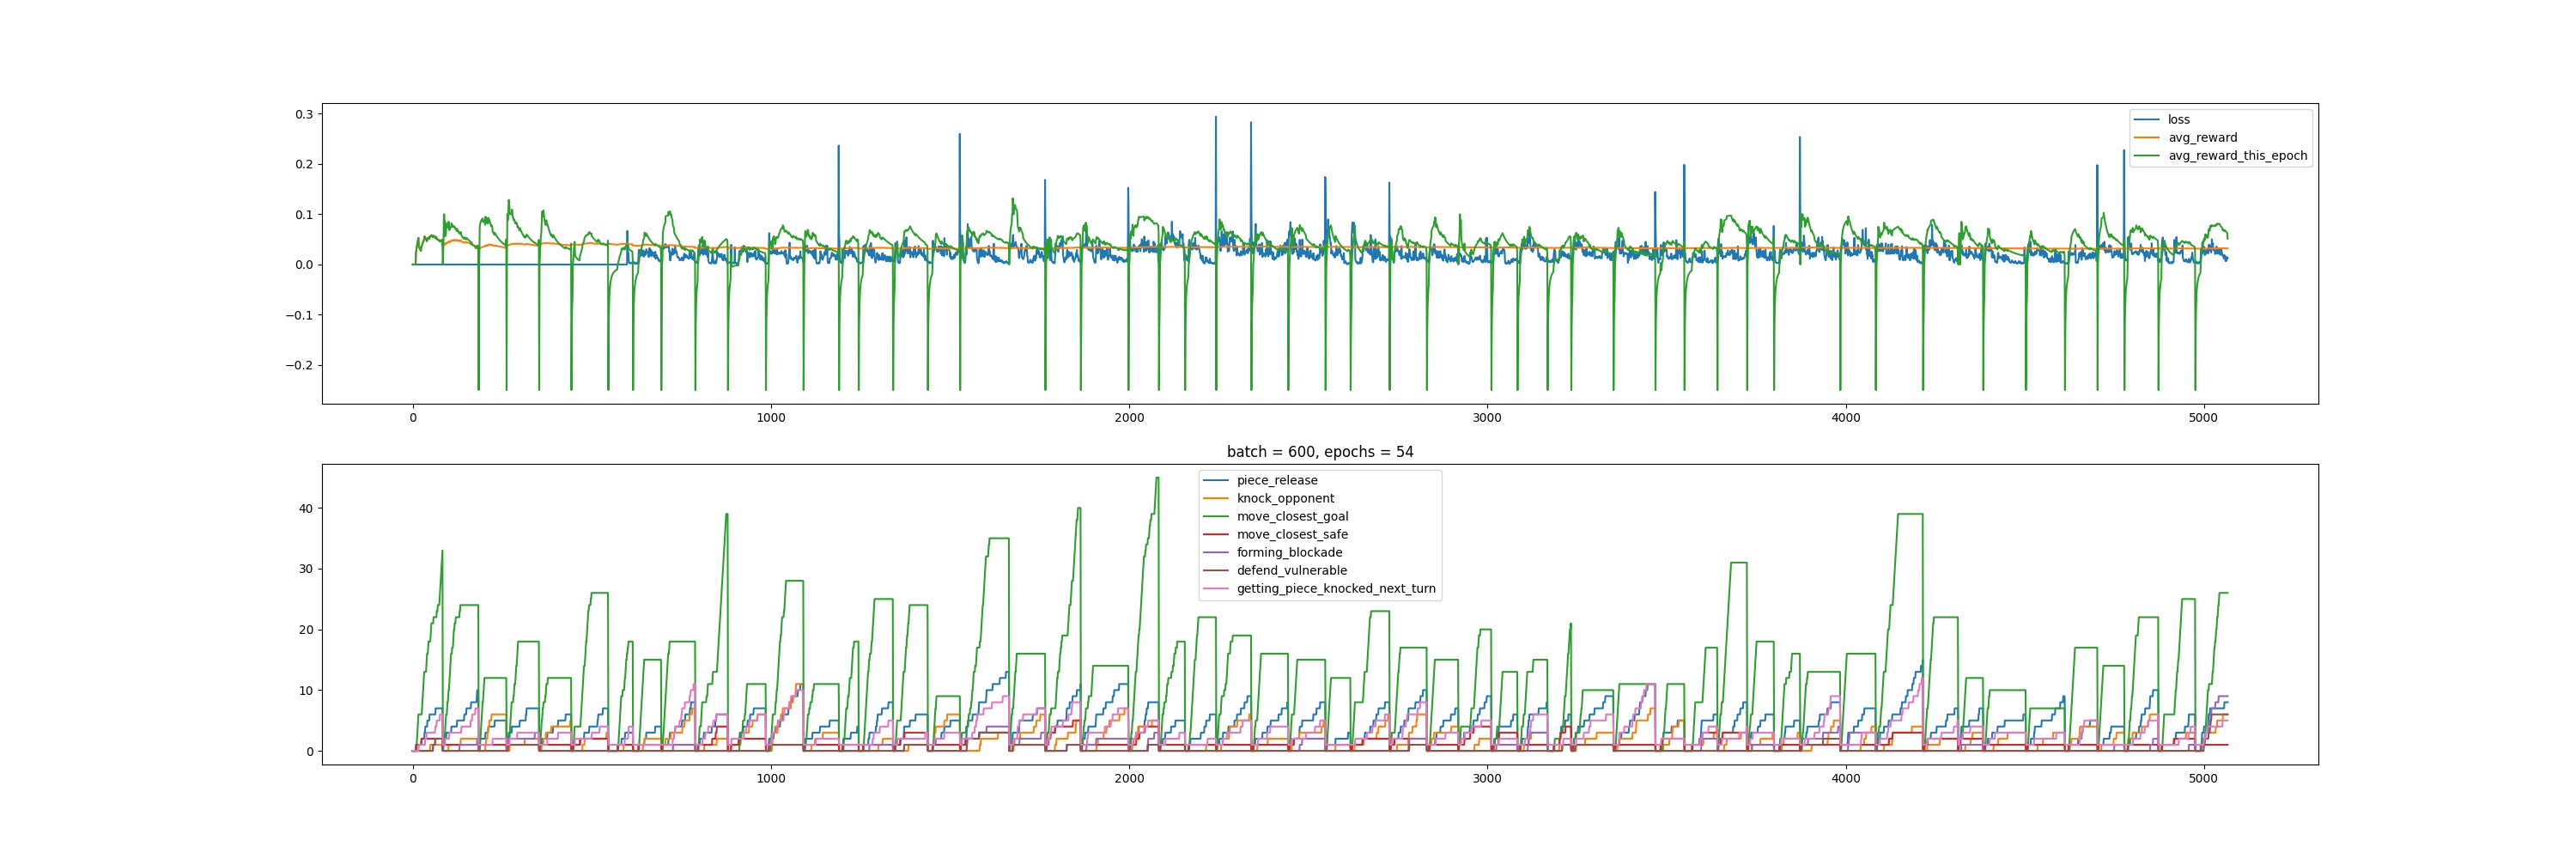 0.3
0.2
0.1
0.0
−0.1
−0.2
loss
avg_reward
avg_reward_this_epoch
0 1000 2000 3000 4000 5000
batch = 600, epochs = 54
40
30
20
10
0
piece_release
knock_opponent
move_closest_goal
move_closest_safe
forming_blockade
defend_vulnerable
getting_piece_knocked_next_turn
0 1000 2000 3000 4000 5000